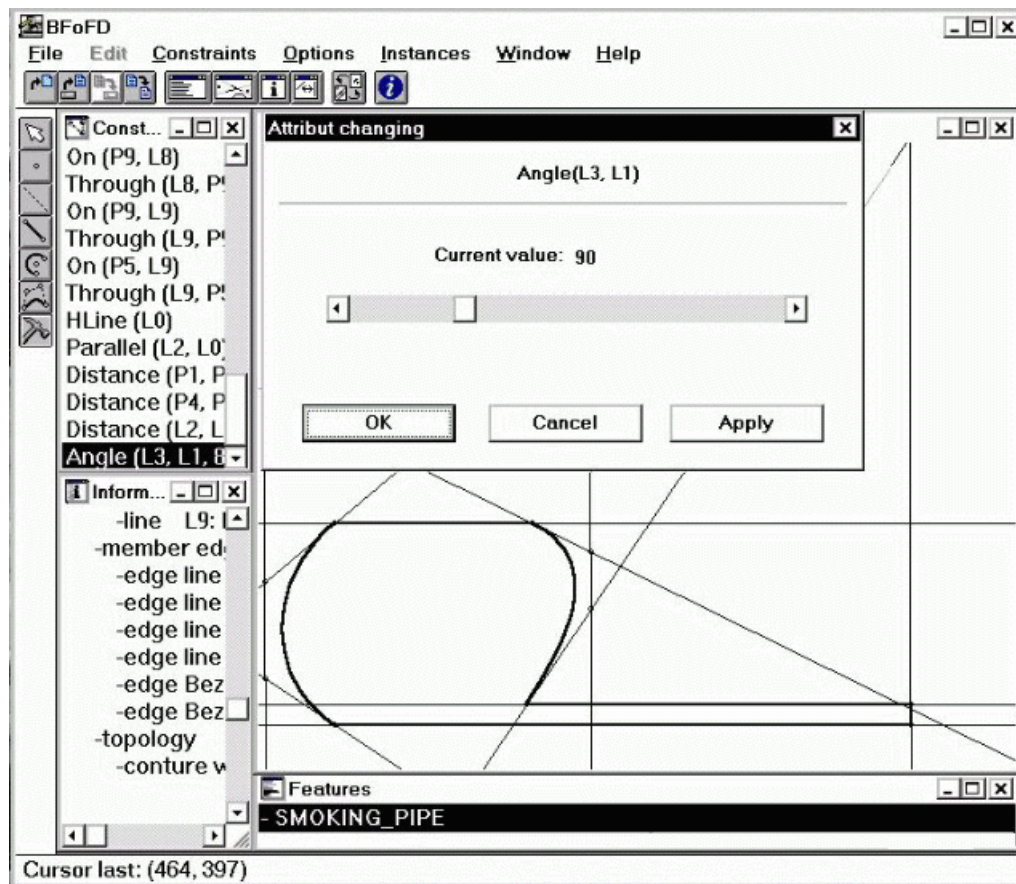 BFoFD
File Edit Constraints Options Instances Window Help
Const...
On (P9, L8)
Through (L8, P
On (P9, L9)
Through (L9, P
On (P5, L9)
Through (L9, P
HLine (L0)
Parallel (L2, L0)
Distance (P1, P
Distance (P4, P
Distance (L2, L
Angle (L3, L1,
Attribut changing
Angle(L3, L1)
Current value: 90
OK Cancel Apply
Inform...
-line L9:
-member ed
-edge line
-edge line
-edge line
-edge line
-edge Bez
-edge Bez
-topology
-conture w
Features
- SMOKING_PIPE
Cursor last: (464, 397)